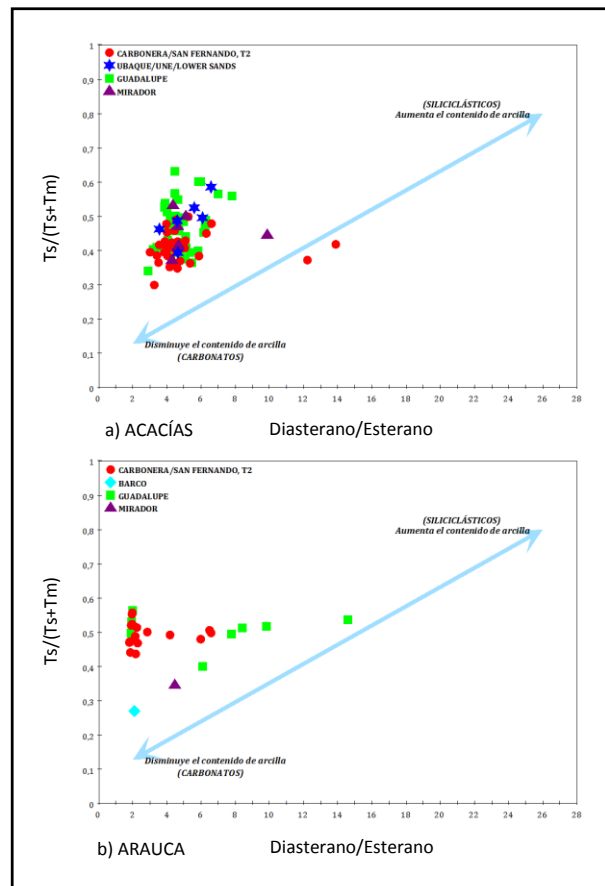 1
CARBONERA/SAN FERNANDO, T2
0,9
UBAQUE/UNE/LOWER SANDS
GUADALUPE
MIRADOR
(SILICICLÁSTICOS)
Aumenta el contenido de arcilla
0,8
0,7
0,6
0,5
0,4
0,3
0,2
0,1
0
Ts/(Ts+Tm)
Disminuye el contenido de arcilla
(CARBONATOS)
0 2 4 6 8 10 12 14 16 18 20 22 24 26 28
a) ACACÍAS Diasterano/Esterano
1
CARBONERA/SAN FERNANDO, T2
BARCO
0,9
GUADALUPE
MIRADOR
(SILICICLÁSTICOS)
Aumenta el contenido de arcilla
0,8
0,7
0,6
0,5
0,4
0,3
0,2
0,1
0
Ts/(Ts+Tm)
Disminuye el contenido de arcilla
(CARBONATOS)
0 2 4 6 8 10 12 14 16 18 20 22 24 26 28
b) ARAUCA Diasterano/Esterano